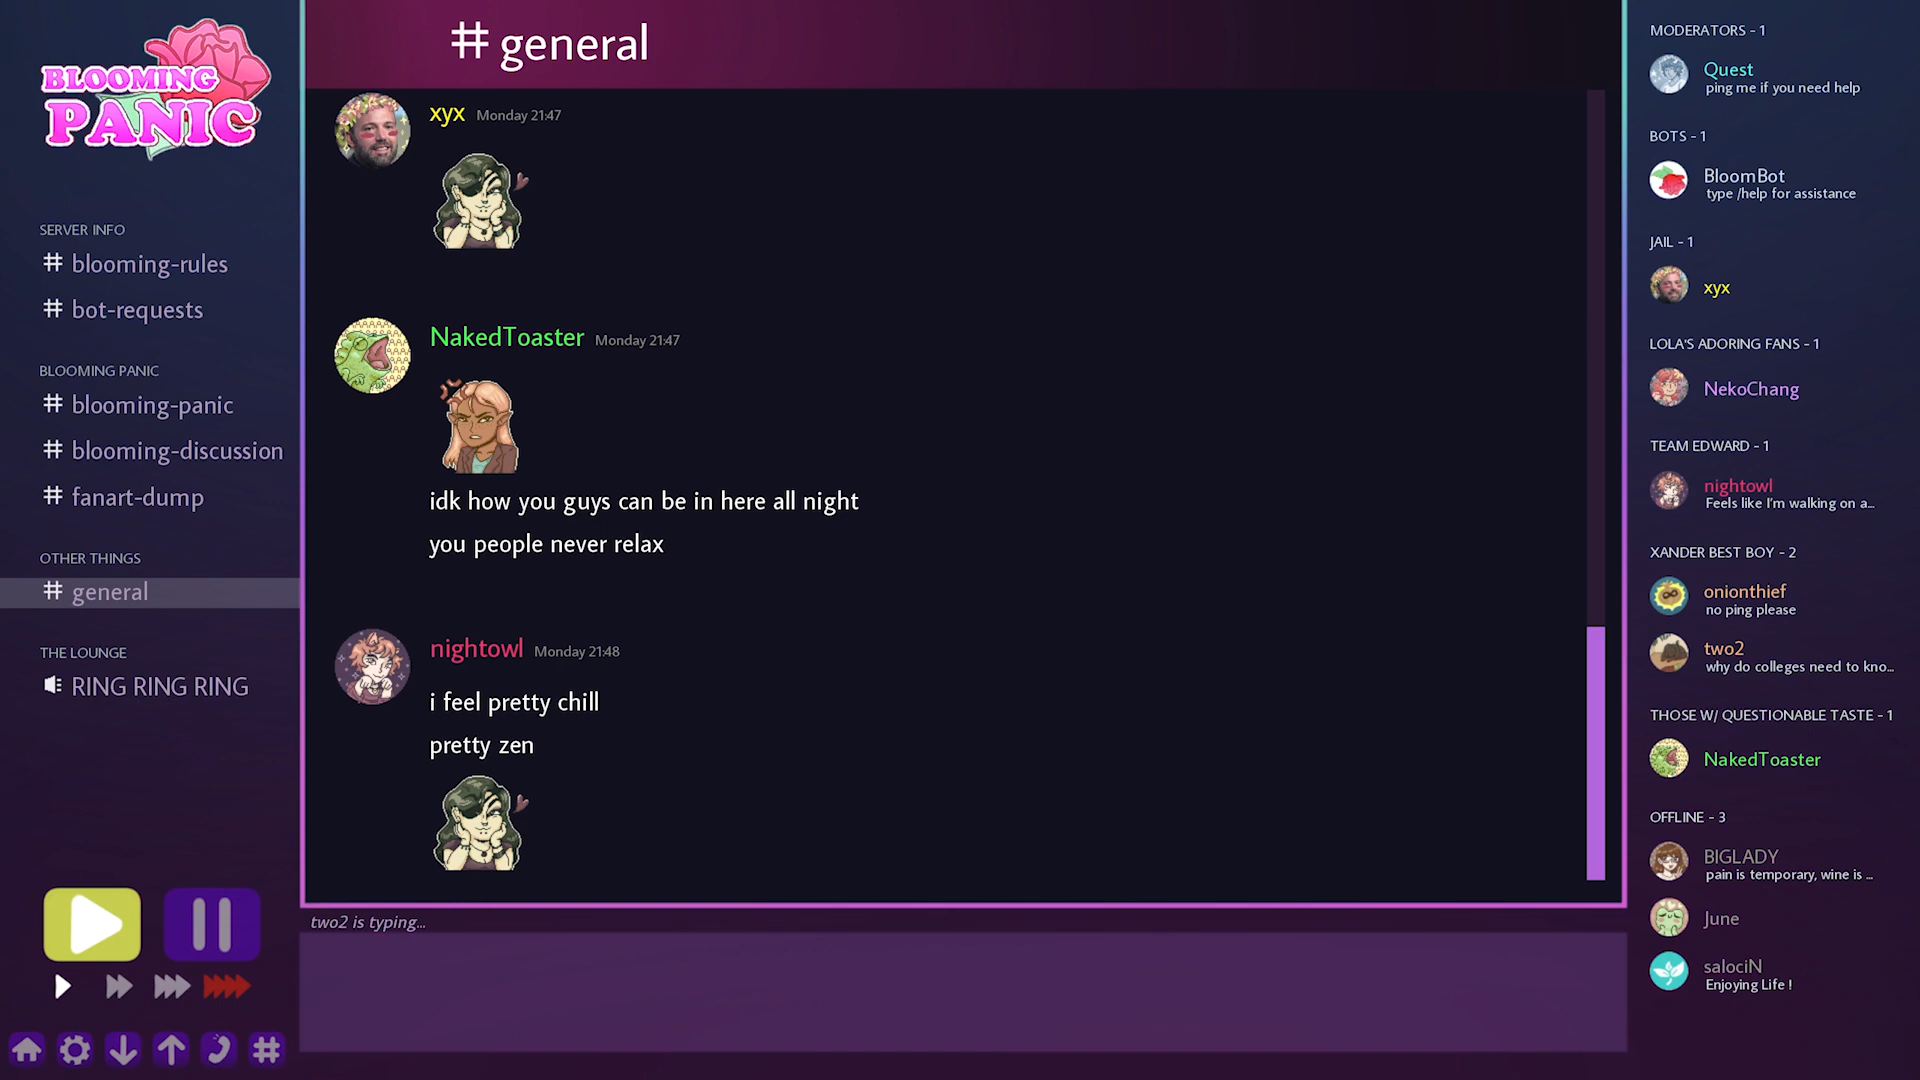 BLOOMING
PANIC
SERVER INFO
# blooming-rules
# bot-requests
BLOOMING PANIC
# blooming-panic
# blooming-discussion
# fanart-dump
OTHER THINGS
# general
THE LOUNGE
RING RING RING
# general
xyx Monday 21:47
NakedToaster Monday 21:47
idk how you guys can be in here all night
you people never relax
nightowl Monday 21:48
i feel pretty chill
pretty zen
two2 is typing...
MODERATORS - 1
Quest
ping me if you need help
BOTS - 1
BloomBot
type /help for assistance
JAIL - 1
xyx
LOLA'S ADORING FANS - 1
NekoChang
TEAM EDWARD - 1
nightowl
Feels like I'm walking on a...
XANDER BEST BOY - 2
onionthief
no ping please
two2
why do colleges need to kno...
THOSE W/ QUESTIONABLE TASTE - 1
NakedToaster
OFFLINE - 3
BIGLADY
pain is temporary, wine is ...
June
salociN
Enjoying Life !